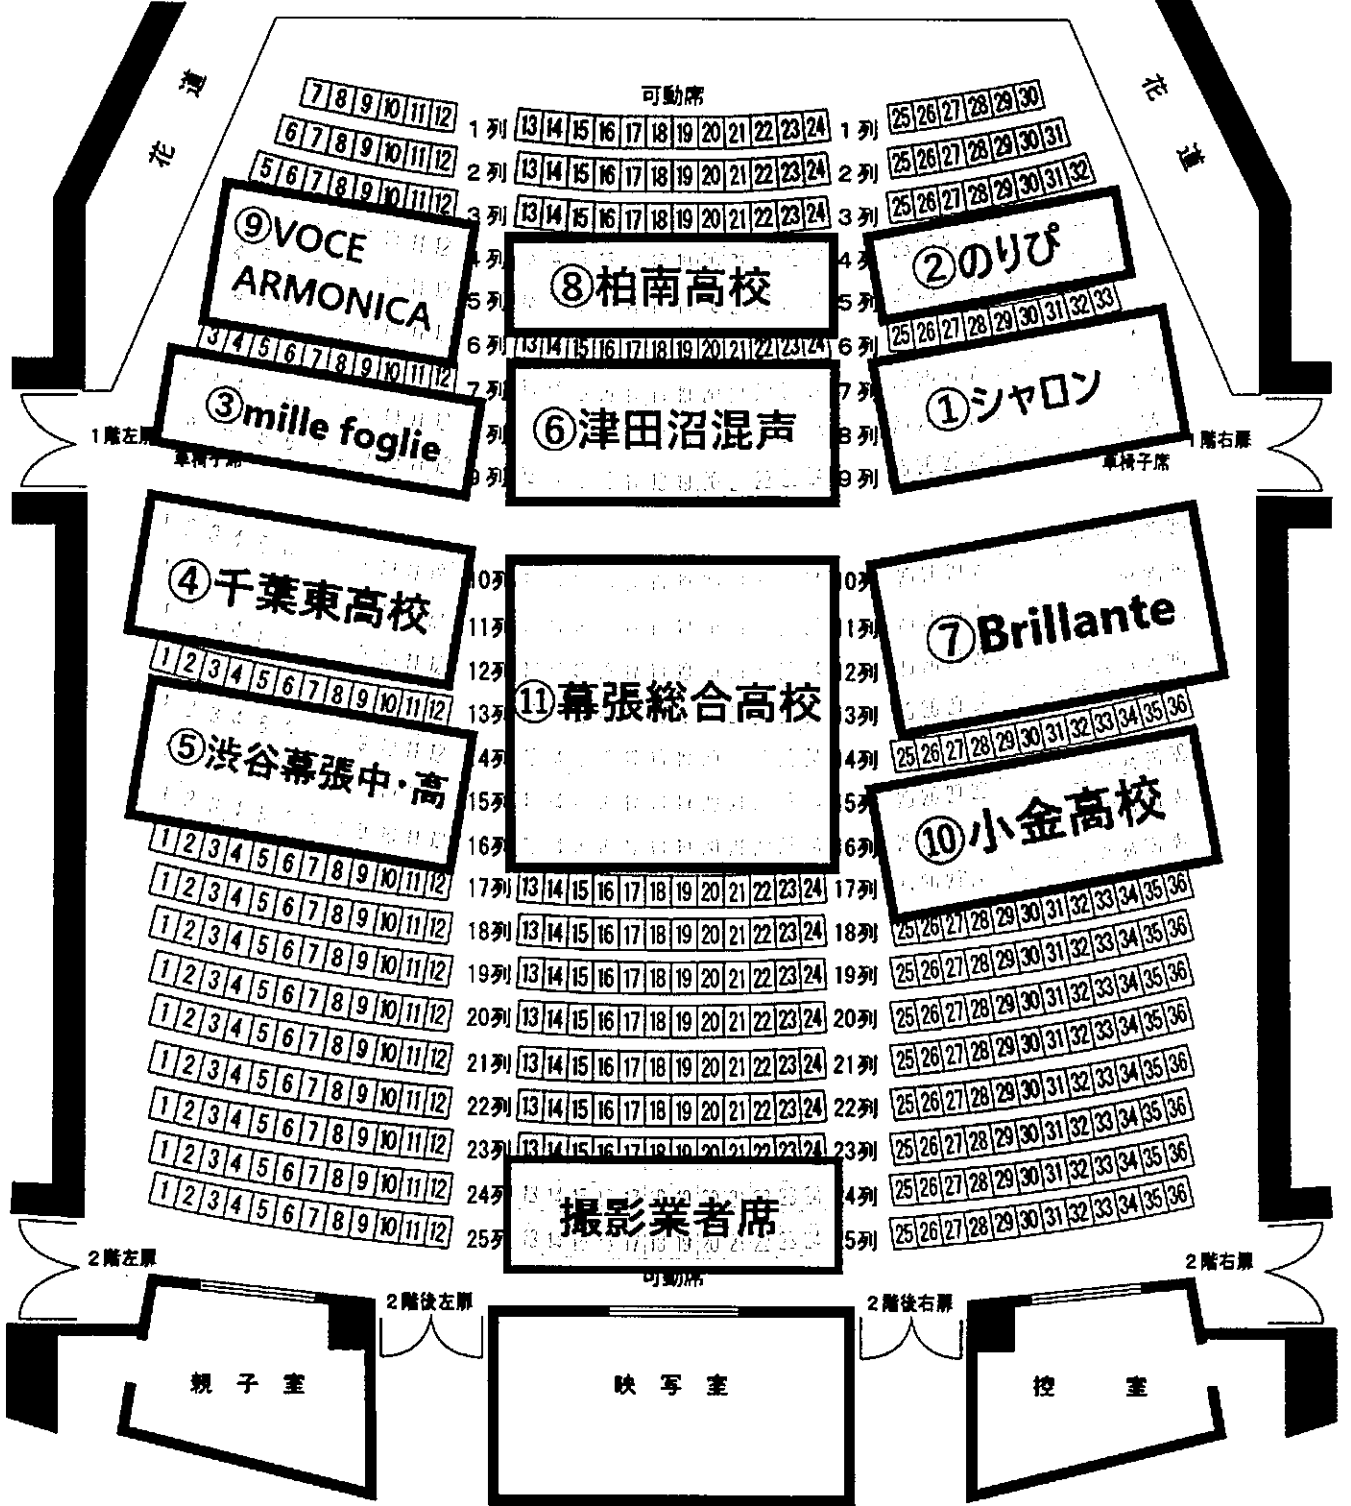 花道
花道
可動席
7 8 9 10 11 12 1列 13 14 15 16 17 18 19 20 21 22 23 24 1列 25 26 27 28 29 30
6 7 8 9 10 11 12 2列 13 14 15 16 17 18 19 20 21 22 23 24 2列 25 26 27 28 29 30 31
5 6 7 8 9 10 11 12 3列 13 14 15 16 17 18 19 20 21 22 23 24 3列 25 26 27 28 29 30 31 32
⑨VOCE
ARMONICA
4列
⑧柏南高校
4
②のりぴ
5列
5列
25 26 27 28 29 30 31 32 33
3 4 5 6 7 8 9 10 11 12 6列 13 14 15 16 17 18 19 20 21 22 23 24 6列
③mille foglie
7列
⑥津田沼混声
7列
①シャロン
列
8列
9列
9列
1階左扉
車椅子席
1階右扉
車椅子席
④千葉東高校
10列
11列
12列
⑪幕張総合高校
10列
11列
12列
⑦Brillante
1 2 3 4 5 6 7 8 9 10 11 12 13列
13列
⑤渋谷幕張中・高
4列
15列
16列
14列 25 26 27 28 29 30 31 32 33 34 35 36
15列
16列
⑩小金高校
1 2 3 4 5 6 7 8 9 10 11 12 17列 13 14 15 16 17 18 19 20 21 22 23 24 17列
1 2 3 4 5 6 7 8 9 10 11 12 18列 13 14 15 16 17 18 19 20 21 22 23 24 18列 25 26 27 28 29 30 31 32 33 34 35 36
1 2 3 4 5 6 7 8 9 10 11 12 19列 13 14 15 16 17 18 19 20 21 22 23 24 19列 25 26 27 28 29 30 31 32 33 34 35 36
1 2 3 4 5 6 7 8 9 10 11 12 20列 13 14 15 16 17 18 19 20 21 22 23 24 20列 25 26 27 28 29 30 31 32 33 34 35 36
1 2 3 4 5 6 7 8 9 10 11 12 21列 13 14 15 16 17 18 19 20 21 22 23 24 21列 25 26 27 28 29 30 31 32 33 34 35 36
1 2 3 4 5 6 7 8 9 10 11 12 22列 13 14 15 16 17 18 19 20 21 22 23 24 22列 25 26 27 28 29 30 31 32 33 34 35 36
1 2 3 4 5 6 7 8 9 10 11 12 23列 13 14 15 16 17 18 19 20 21 22 23 24 23列 25 26 27 28 29 30 31 32 33 34 35 36
1 2 3 4 5 6 7 8 9 10 11 12 24列
撮影業者席
24列 25 26 27 28 29 30 31 32 33 34 35 36
1 2 3 4 5 6 7 8 9 10 11 12 25列
25列 25 26 27 28 29 30 31 32 33 34 35 36
可動席
2階左扉
2階右扉
2階後左扉
2階後右扉
親子室
映写室
控室